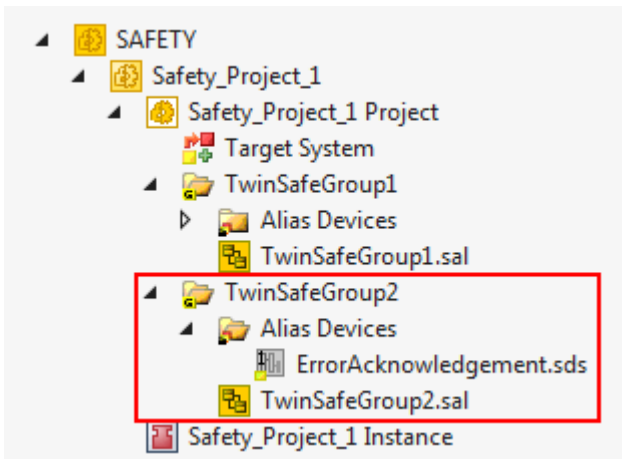 SAFETY
Safety_Project_1
Safety_Project_1 Project
Target System
TwinSafeGroup1
Alias Devices
TwinSafeGroup1.sal
TwinSafeGroup2
Alias Devices
ErrorAcknowledgement.sds
TwinSafeGroup2.sal
Safety_Project_1 Instance